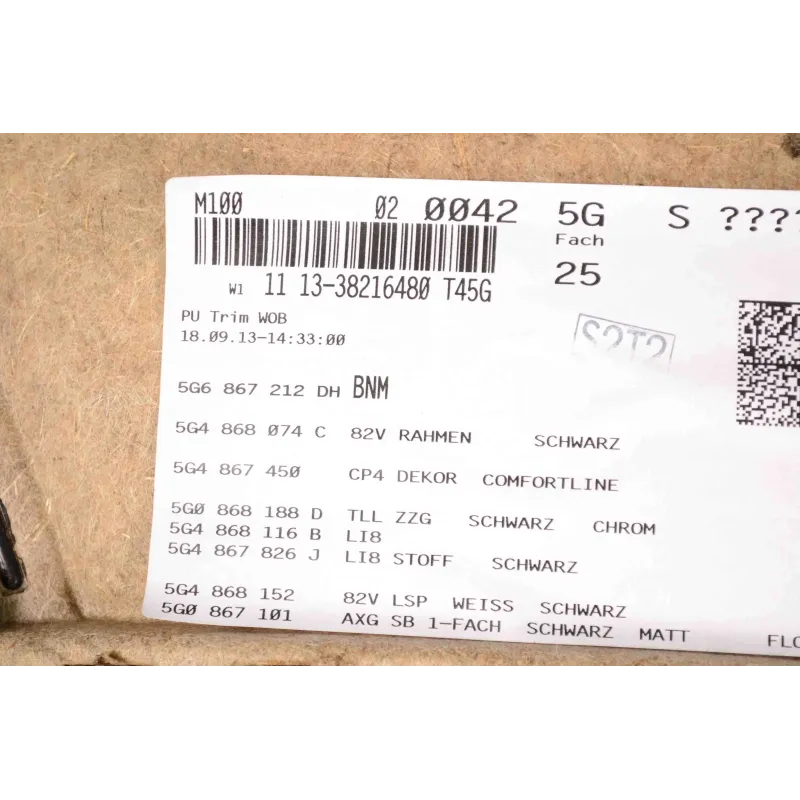 M100 02 0042 5G S ????
Fach
W1 11 13-38216480 T45G 25
PU Trim WOB
18.09.13-14:33:00
S2T2
5G6 867 212 DH BNM
5G4 868 074 C 82V RAHMEN SCHWARZ
5G4 867 450 CP4 DEKOR COMFORTLINE
5G0 868 188 D TLL ZZG SCHWARZ CHROM
5G4 868 116 B LI8
5G4 867 826 J LI8 STOFF SCHWARZ
5G4 868 152 82V LSP WEISS SCHWARZ
5G0 867 101 AXG SB 1-FACH SCHWARZ MATT